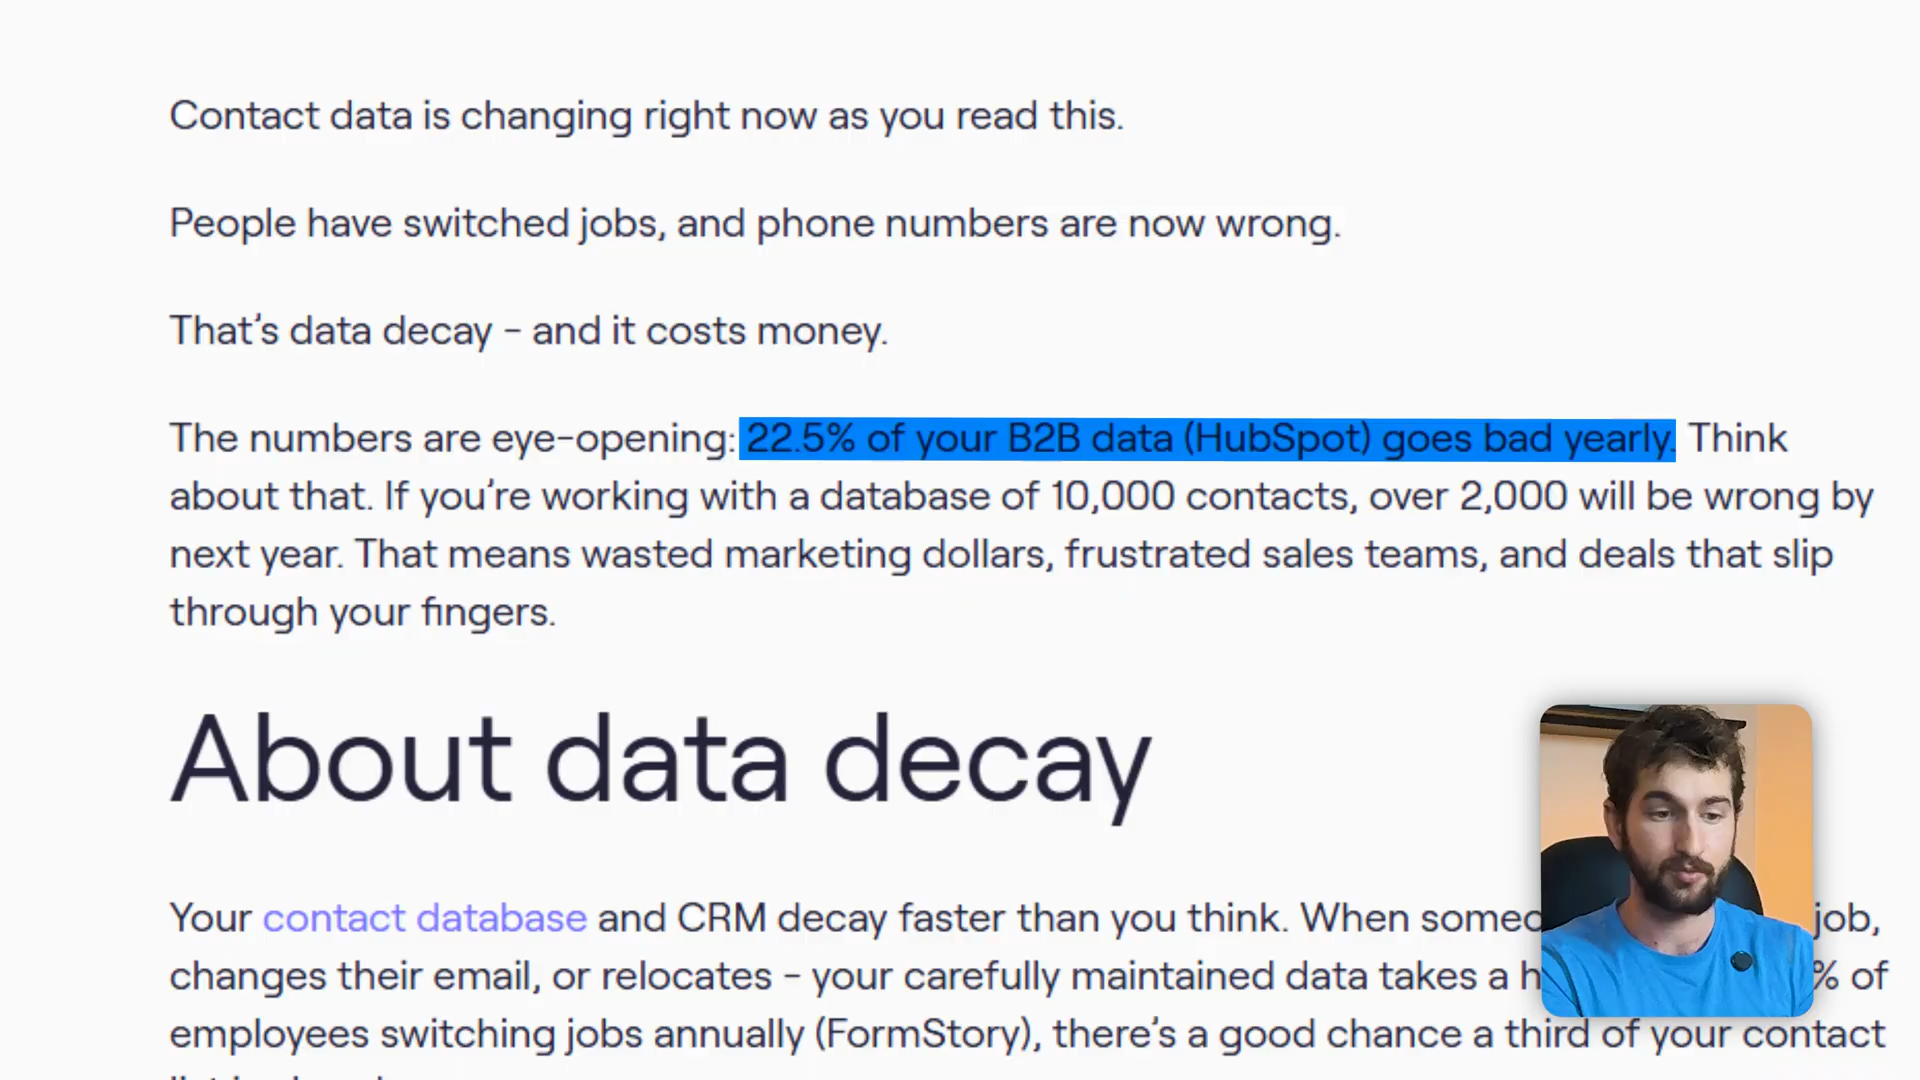 Contact data is changing right now as you read this.
People have switched jobs, and phone numbers are now wrong.
That's data decay – and it costs money.
The numbers are eye-opening: 22.5% of your B2B data (HubSpot) goes bad yearly. Think
about that. If you're working with a database of 10,000 contacts, over 2,000 will be wrong by
next year. That means wasted marketing dollars, frustrated sales teams, and deals that slip
through your fingers.
About data decay
Your contact database and CRM decay faster than you think. When job,
changes their email, or relocates – your carefully maintained data takes a % of
employees switching jobs annually (FormStory), there's a good chance a third of your contact